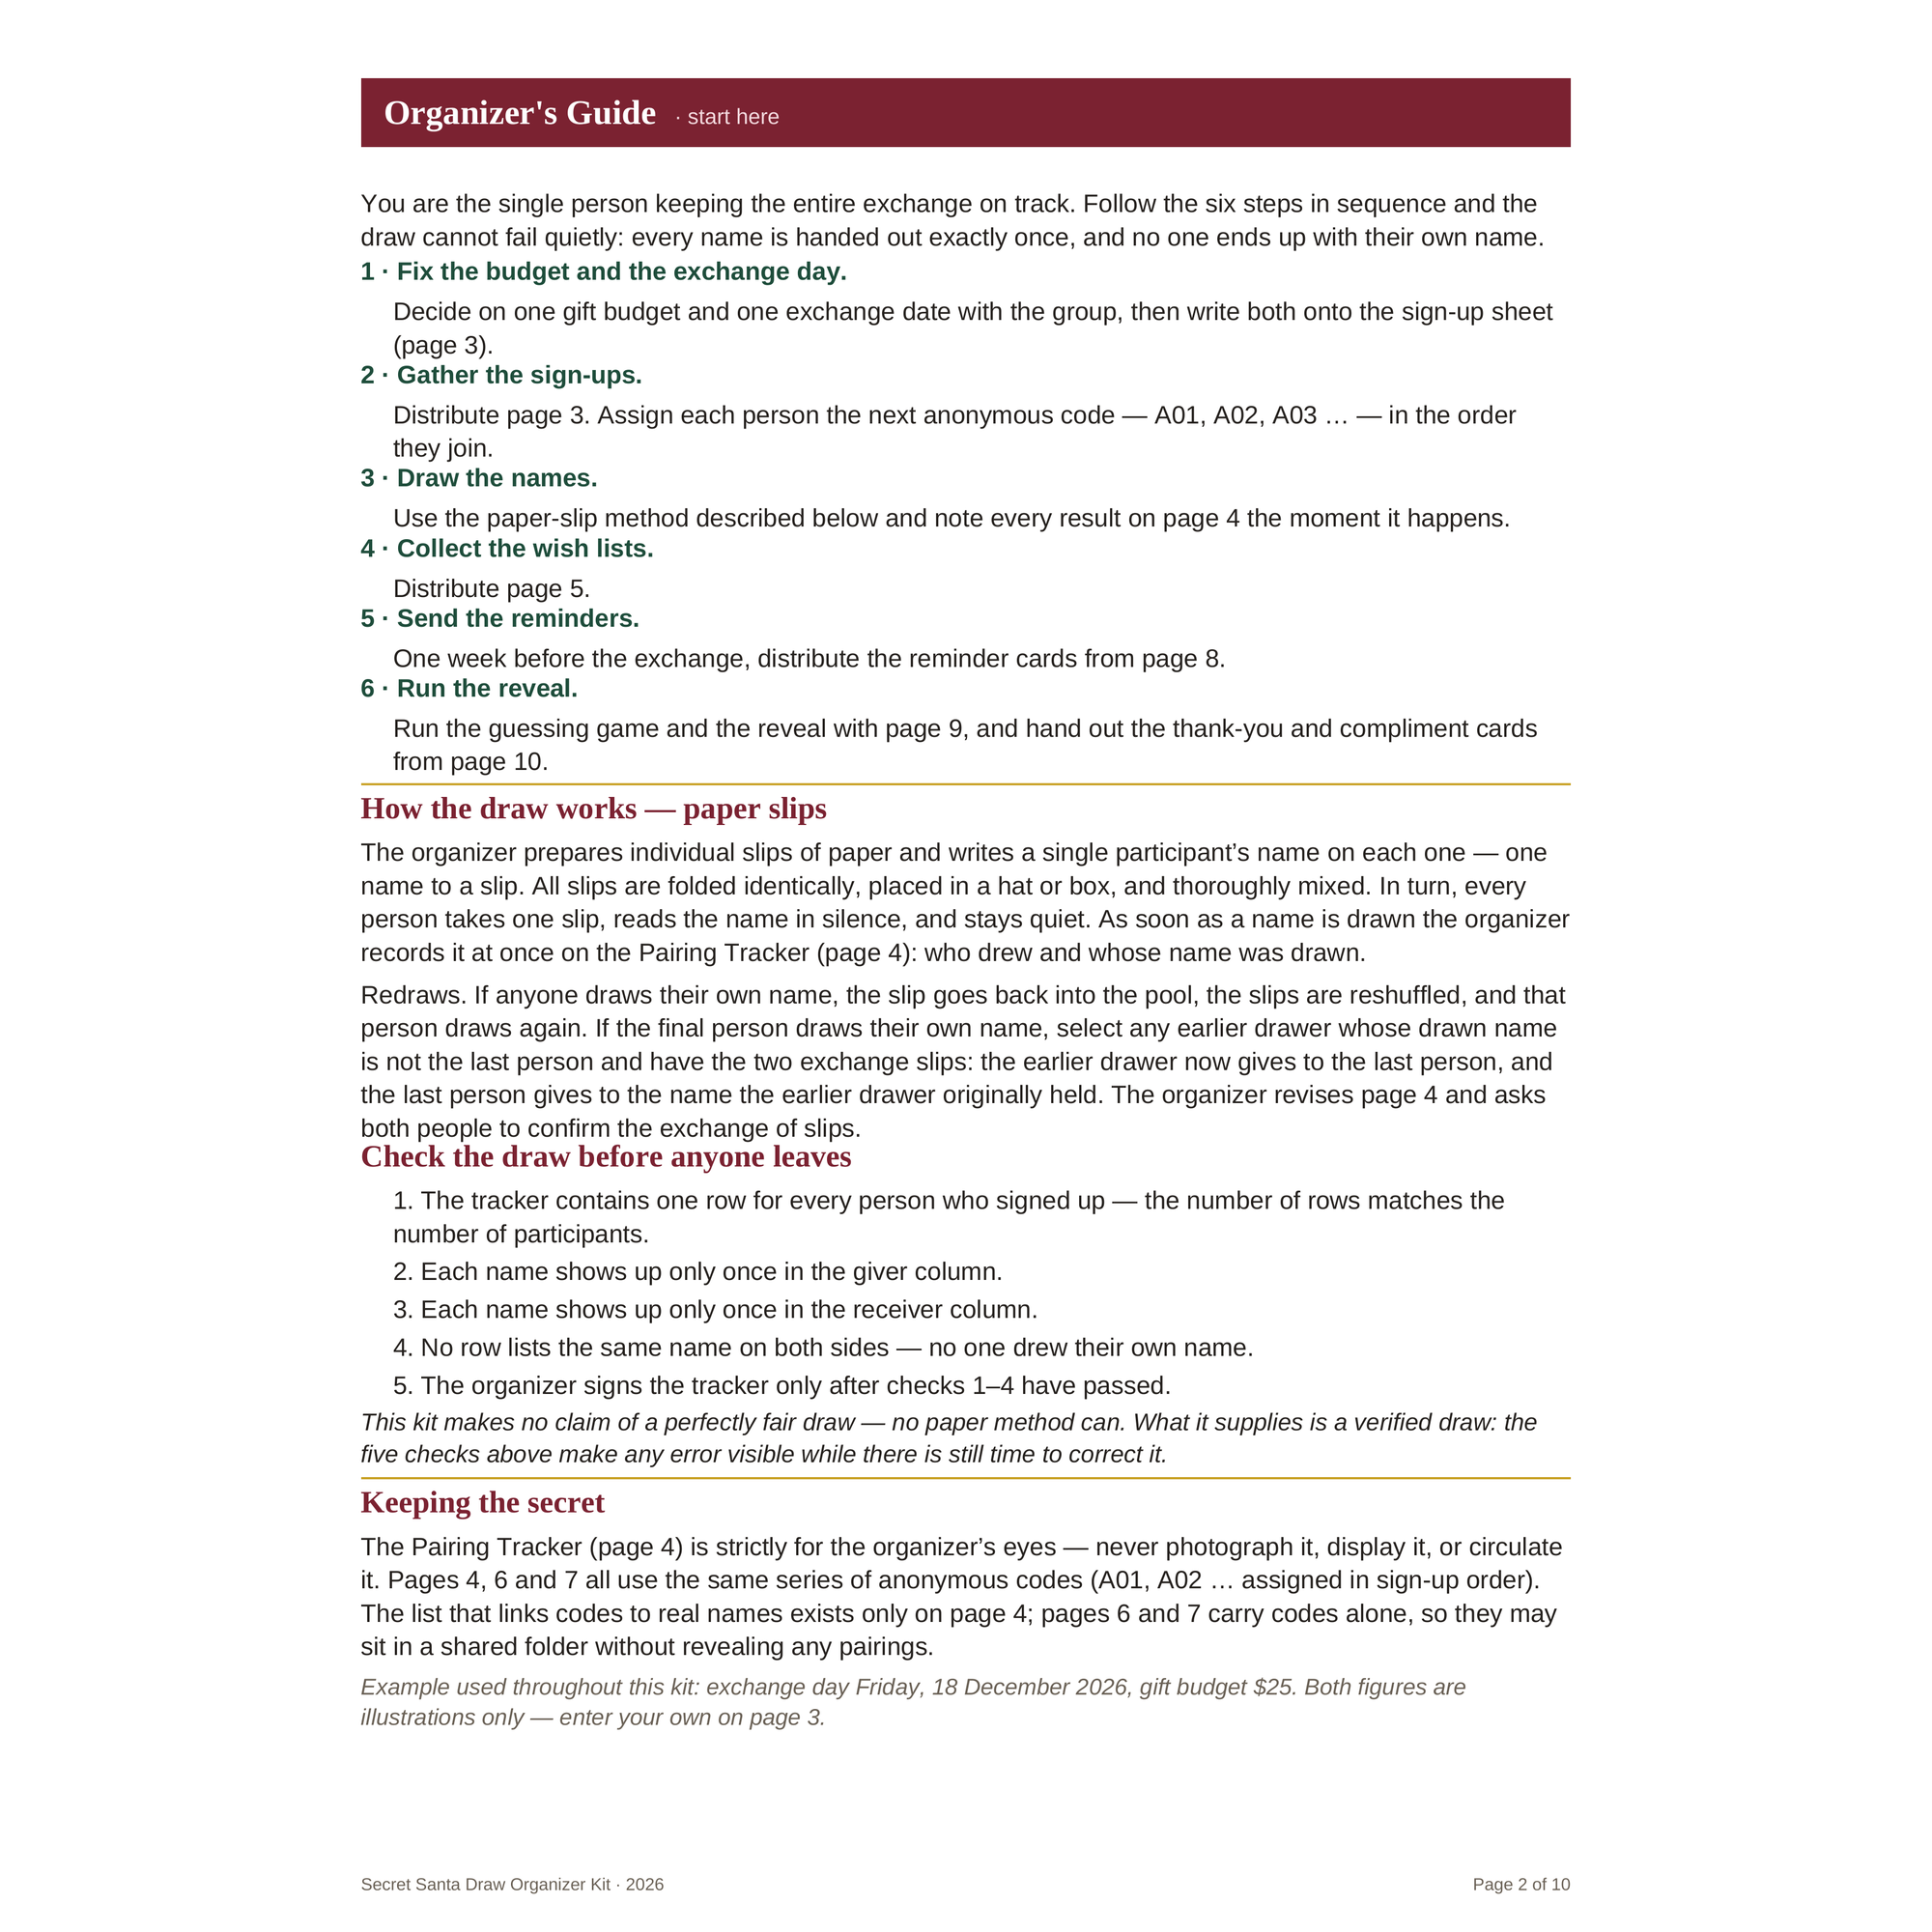 Organizer's Guide · start here
You are the single person keeping the entire exchange on track. Follow the six steps in sequence and the
draw cannot fail quietly: every name is handed out exactly once, and no one ends up with their own name.
1 · Fix the budget and the exchange day.
Decide on one gift budget and one exchange date with the group, then write both onto the sign-up sheet
(page 3).
2 · Gather the sign-ups.
Distribute page 3. Assign each person the next anonymous code — A01, A02, A03 … — in the order
they join.
3 · Draw the names.
Use the paper-slip method described below and note every result on page 4 the moment it happens.
4 · Collect the wish lists.
Distribute page 5.
5 · Send the reminders.
One week before the exchange, distribute the reminder cards from page 8.
6 · Run the reveal.
Run the guessing game and the reveal with page 9, and hand out the thank-you and compliment cards
from page 10.
How the draw works — paper slips
The organizer prepares individual slips of paper and writes a single participant’s name on each one — one
name to a slip. All slips are folded identically, placed in a hat or box, and thoroughly mixed. In turn, every
person takes one slip, reads the name in silence, and stays quiet. As soon as a name is drawn the organizer
records it at once on the Pairing Tracker (page 4): who drew and whose name was drawn.
Redraws. If anyone draws their own name, the slip goes back into the pool, the slips are reshuffled, and that
person draws again. If the final person draws their own name, select any earlier drawer whose drawn name
is not the last person and have the two exchange slips: the earlier drawer now gives to the last person, and
the last person gives to the name the earlier drawer originally held. The organizer revises page 4 and asks
both people to confirm the exchange of slips.
Check the draw before anyone leaves
1. The tracker contains one row for every person who signed up — the number of rows matches the
number of participants.
2. Each name shows up only once in the giver column.
3. Each name shows up only once in the receiver column.
4. No row lists the same name on both sides — no one drew their own name.
5. The organizer signs the tracker only after checks 1–4 have passed.
This kit makes no claim of a perfectly fair draw — no paper method can. What it supplies is a verified draw: the
five checks above make any error visible while there is still time to correct it.
Keeping the secret
The Pairing Tracker (page 4) is strictly for the organizer’s eyes — never photograph it, display it, or circulate
it. Pages 4, 6 and 7 all use the same series of anonymous codes (A01, A02 … assigned in sign-up order).
The list that links codes to real names exists only on page 4; pages 6 and 7 carry codes alone, so they may
sit in a shared folder without revealing any pairings.
Example used throughout this kit: exchange day Friday, 18 December 2026, gift budget $25. Both figures are
illustrations only — enter your own on page 3.
Secret Santa Draw Organizer Kit · 2026
Page 2 of 10